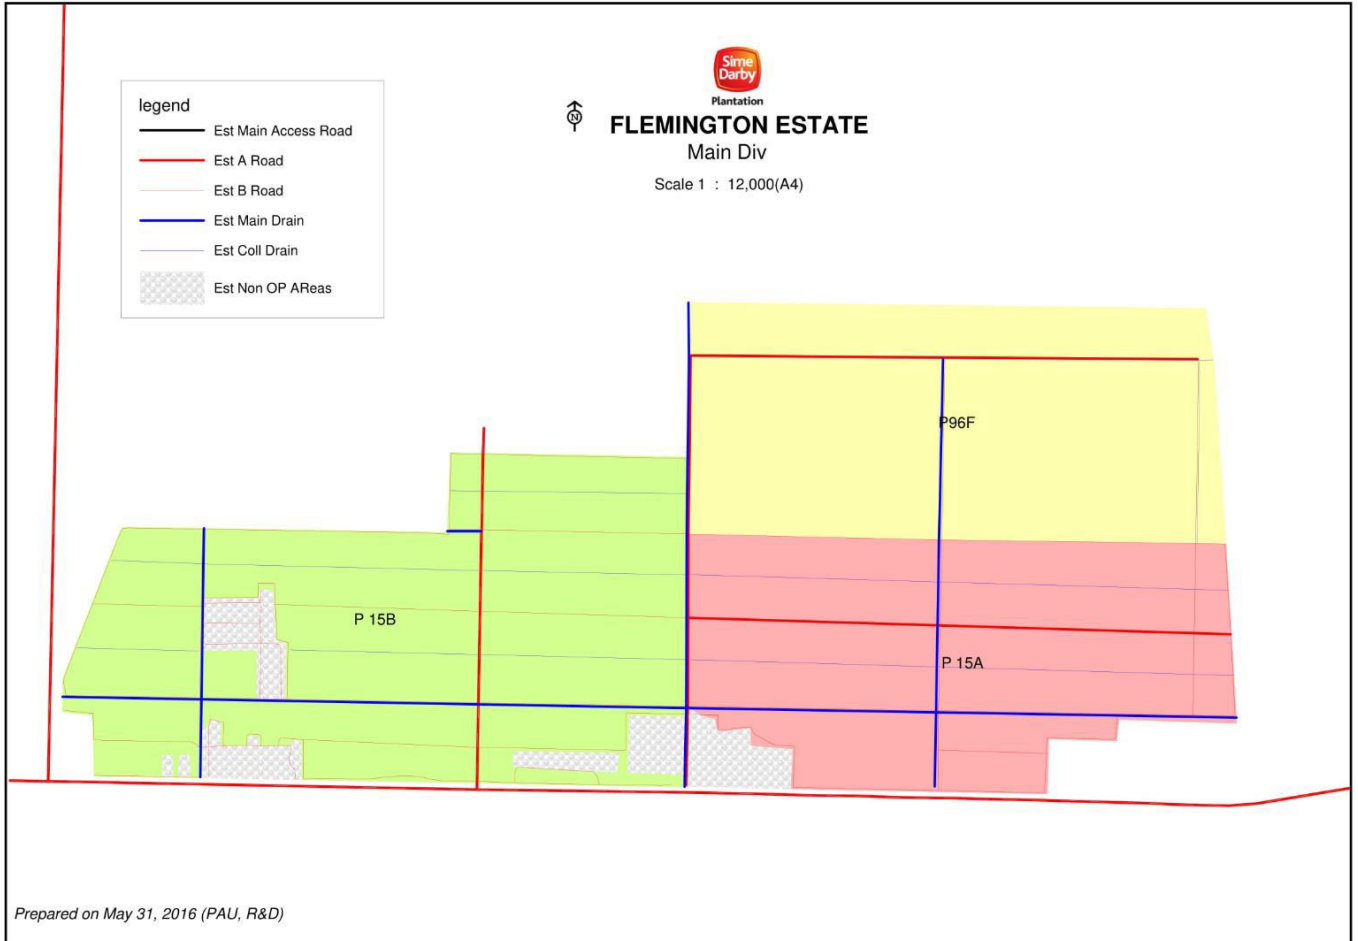 Sime
Darby
Plantation
FLEMINGTON ESTATE
Main Div
Scale 1 : 12,000(A4)
N
legend
Est Main Access Road
Est A Road
Est B Road
Est Main Drain
Est Coll Drain
Est Non OP AReas
P96F
P 15B
P 15A
Prepared on May 31, 2016 (PAU, R&D)